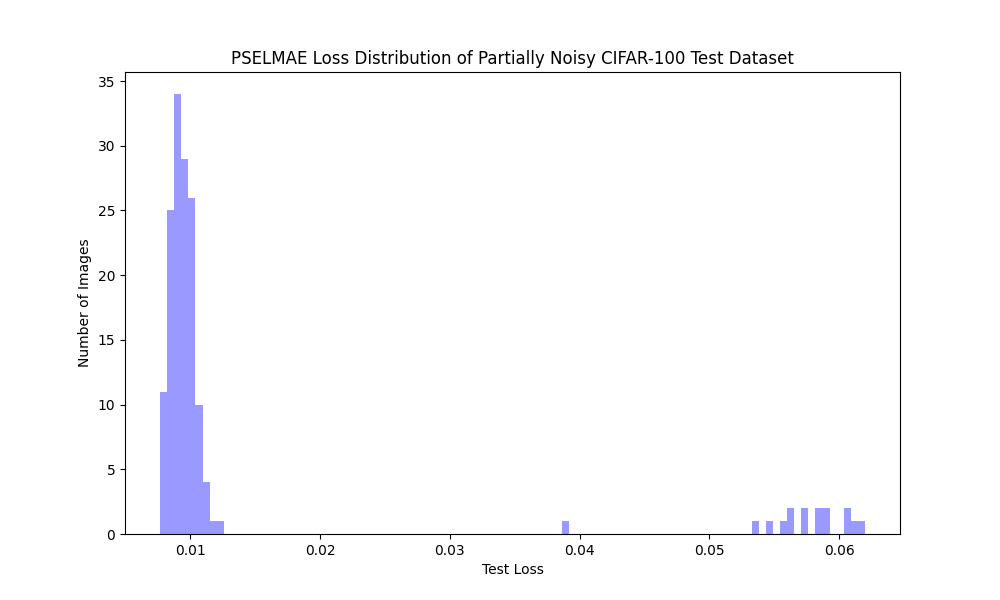 PSELMAE Loss Distribution of Partially Noisy CIFAR-100 Test Dataset
35
30
25
20
15
10
5
0
Number of Images
0.01 0.02 0.03 0.04 0.05 0.06
Test Loss